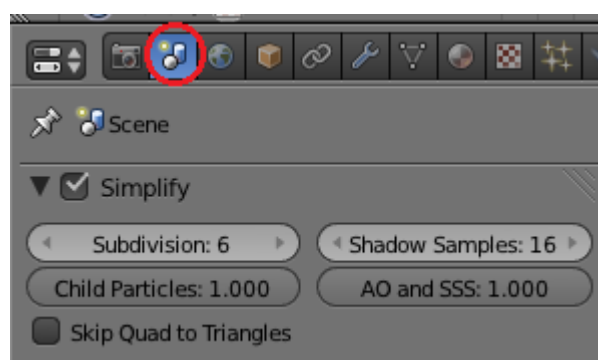 Scene
Simplify
Subdivision: 6 Shadow Samples: 16
Child Particles: 1.000 AO and SSS: 1.000
Skip Quad to Triangles